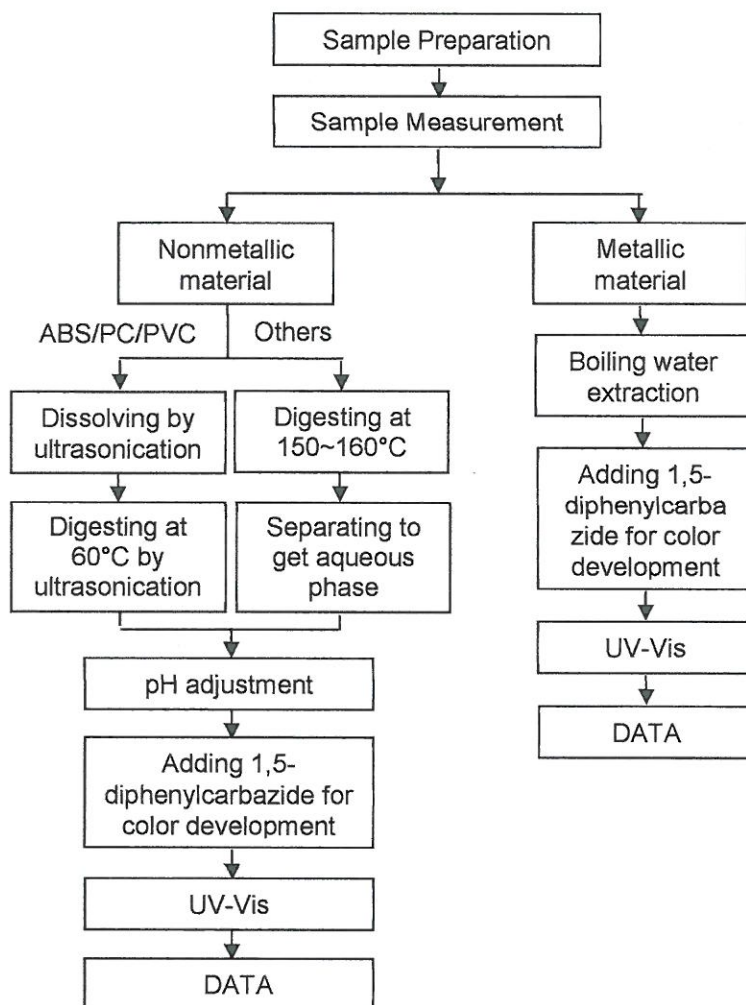 Sample Preparation
Sample Measurement
Nonmetallic
material
ABS/PC/PVC
Others
Dissolving by
ultrasonication
Digesting at
60°C by
ultrasonication
Digesting at
150~160°C
Separating to
get aqueous
phase
pH adjustment
Adding 1,5-
diphenylcarbazide for
color development
UV-Vis
DATA
Metallic
material
Boiling water
extraction
Adding 1,5-
diphenylcarba
zide for color
development
UV-Vis
DATA